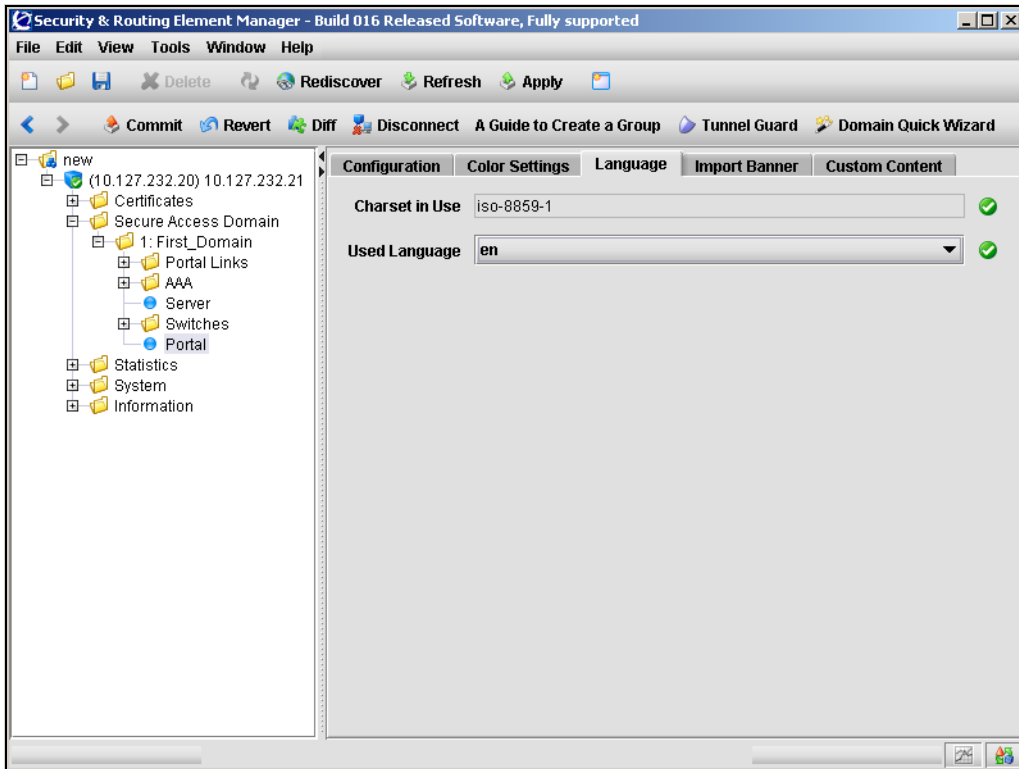 Security & Routing Element Manager - Build 016 Released Software, Fully supported
File Edit View Tools Window Help
Delete Rediscover Refresh Apply
Commit Revert Diff Disconnect A Guide to Create a Group Tunnel Guard Domain Quick Wizard
new
(10.127.232.20) 10.127.232.21
Certificates
Secure Access Domain
1: First_Domain
Portal Links
AAA
Server
Switches
Portal
Statistics
System
Information
Configuration Color Settings Language Import Banner Custom Content
Charset in Use iso-8859-1
Used Language en